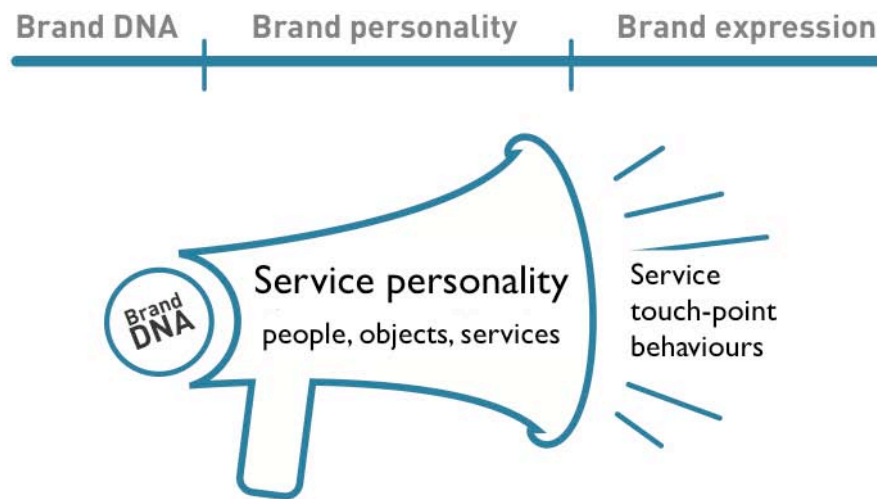 Brand DNA
Brand personality
Brand expression
Brand
DNA
Service personality
people, objects, services
Service
touch-point
behaviours